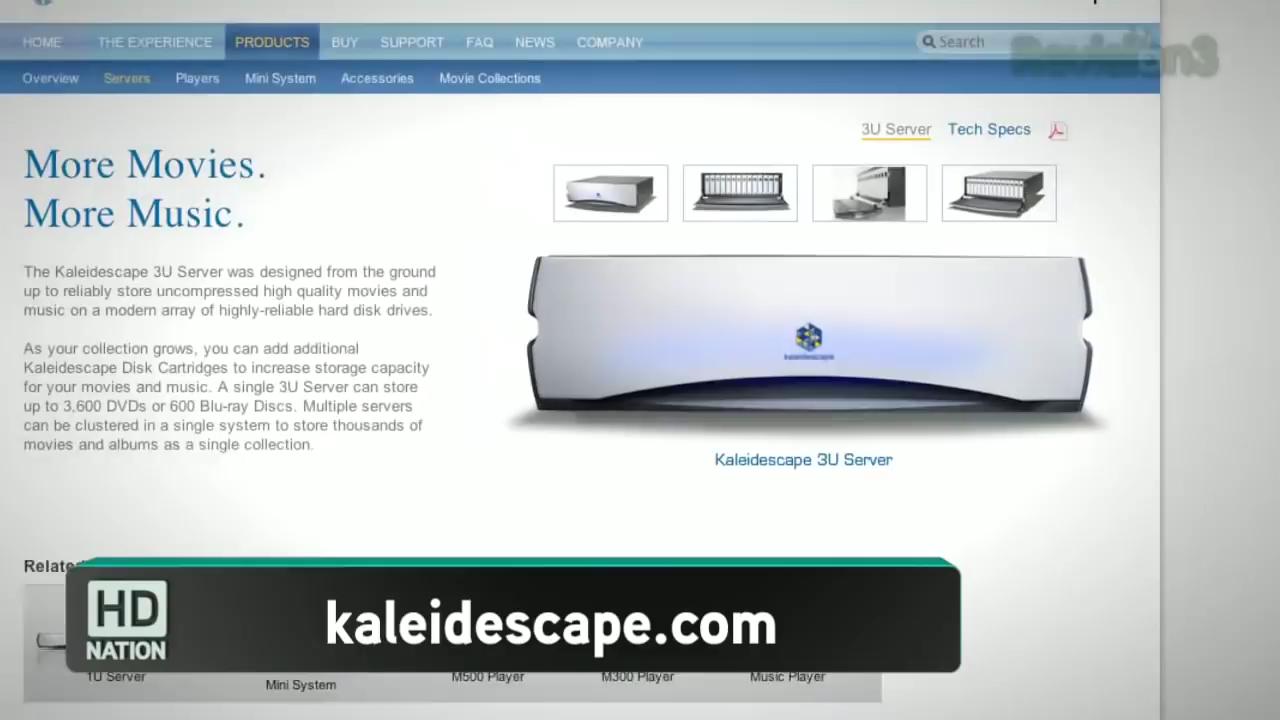 HOME THE EXPERIENCE PRODUCTS BUY SUPPORT FAQ NEWS COMPANY Search
Revision3
Overview Servers Players Mini System Accessories Movie Collections
3U Server Tech Specs
More Movies.
More Music.
The Kaleidescape 3U Server was designed from the ground
up to reliably store uncompressed high quality movies and
music on a modern array of highly-reliable hard disk drives.
As your collection grows, you can add additional
Kaleidescape Disk Cartridges to increase storage capacity
for your movies and music. A single 3U Server can store
up to 3,600 DVDs or 600 Blu-ray Discs. Multiple servers
can be clustered in a single system to store thousands of
movies and albums as a single collection.
kaleidescape
Kaleidescape 3U Server
HD
NATION
kaleidescape.com
1U Server Mini System M500 Player M300 Player Music Player